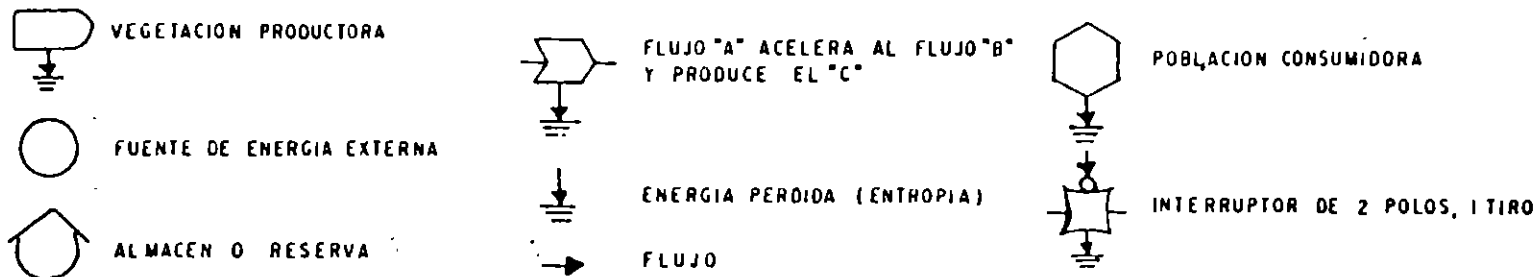 VEGETACION PRODUCTORA
FUENTE DE ENERGIA EXTERNA
ALMACEN O RESERVA
FLUJO "A" ACELERA AL FLUJO "B"
Y PRODUCE EL "C"
ENERGIA PERDIDA (ENTROPIA)
FLUJO
POBLACION CONSUMIDORA
INTERRUPTOR DE 2 POLOS, 1 TIRO